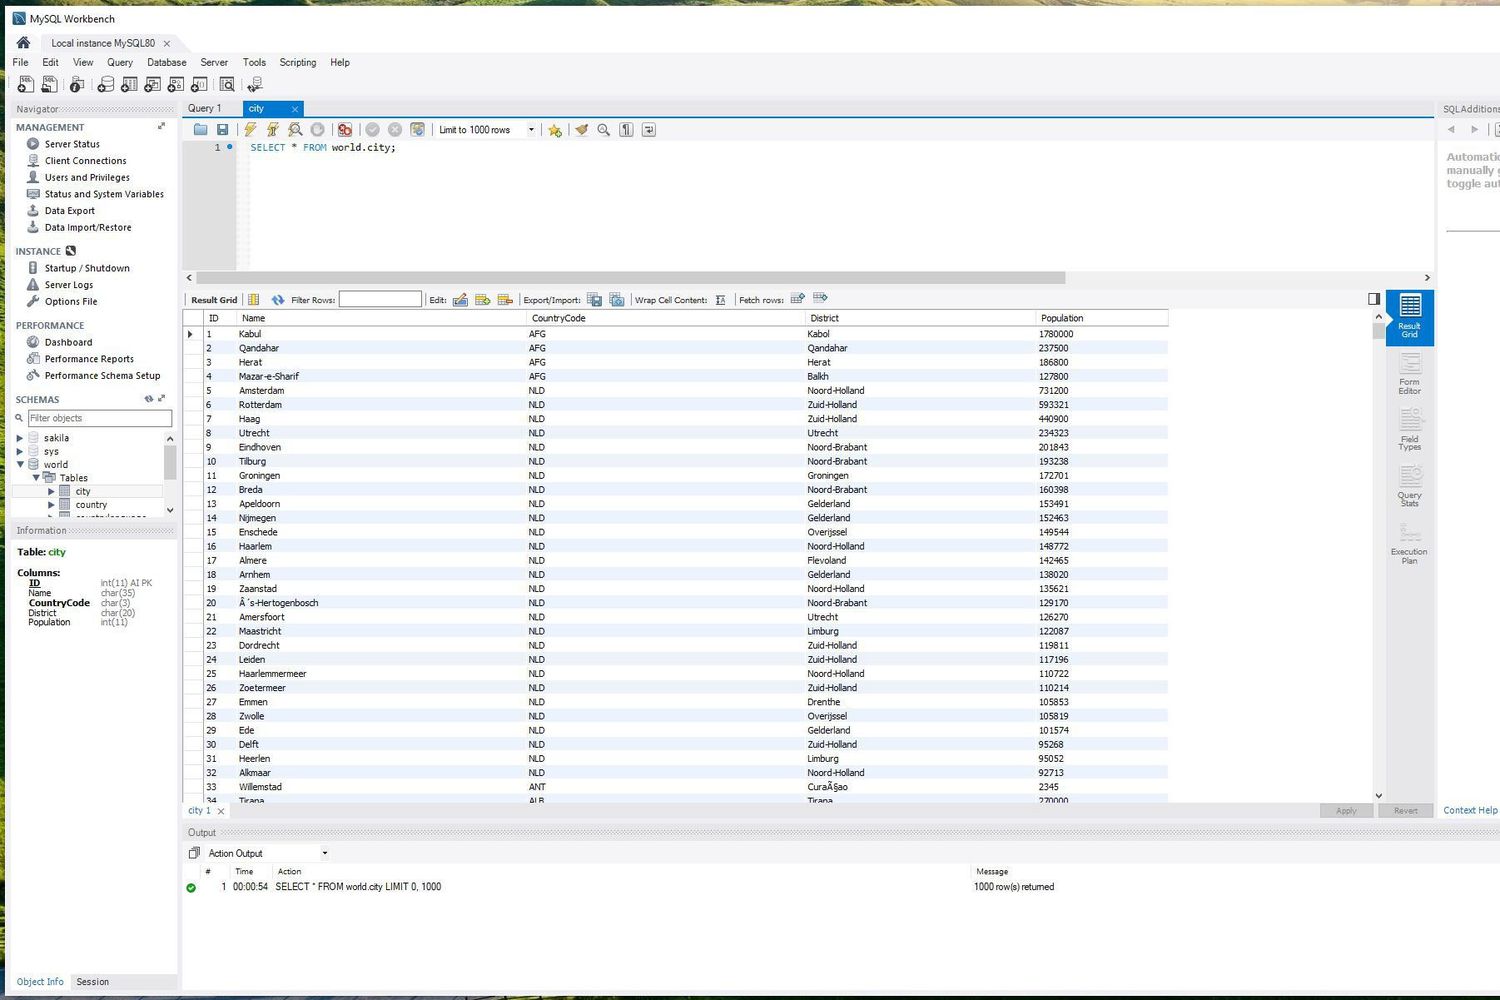 MySQL Workbench
Local instance MySQL80
File Edit View Query Database Server Tools Scripting Help
Navigator
MANAGEMENT
Server Status
Client Connections
Users and Privileges
Status and System Variables
Data Export
Data Import/Restore
INSTANCE
Startup / Shutdown
Server Logs
Options File
PERFORMANCE
Dashboard
Performance Reports
Performance Schema Setup
SCHEMAS
Filter objects
sakila
sys
world
Tables
city
country
Information
Table: city
Columns:
ID int(11) AI PK
Name char(35)
CountryCode char(3)
District char(20)
Population int(11)
Object Info Session
Query 1 city
Limit to 1000 rows
1 SELECT * FROM world.city;
Result Grid Filter Rows: Edit: Export/Import: Wrap Cell Content: Fetch rows:
ID Name CountryCode District Population
1 Kabul AFG Kabol 1780000
2 Qandahar AFG Qandahar 237500
3 Herat AFG Herat 186800
4 Mazar-e-Sharif AFG Balkh 127800
5 Amsterdam NLD Noord-Holland 731200
6 Rotterdam NLD Zuid-Holland 593321
7 Haag NLD Zuid-Holland 440900
8 Utrecht NLD Utrecht 234323
9 Eindhoven NLD Noord-Brabant 201843
10 Tilburg NLD Noord-Brabant 193238
11 Groningen NLD Groningen 172701
12 Breda NLD Noord-Brabant 160398
13 Apeldoorn NLD Gelderland 153491
14 Nijmegen NLD Gelderland 152463
15 Enschede NLD Overijssel 149544
16 Haarlem NLD Noord-Holland 148772
17 Almere NLD Flevoland 142465
18 Arnhem NLD Gelderland 138020
19 Zaanstad NLD Noord-Holland 135621
20 Â´s-Hertogenbosch NLD Noord-Brabant 129170
21 Amersfoort NLD Utrecht 126270
22 Maastricht NLD Limburg 122087
23 Dordrecht NLD Zuid-Holland 119811
24 Leiden NLD Zuid-Holland 117196
25 Haarlemmermeer NLD Noord-Holland 110722
26 Zoetermeer NLD Zuid-Holland 110214
27 Emmen NLD Drenthe 105853
28 Zwolle NLD Overijssel 105819
29 Ede NLD Gelderland 101574
30 Delft NLD Zuid-Holland 95268
31 Heerlen NLD Limburg 95052
32 Alkmaar NLD Noord-Holland 92713
33 Willemstad ANT CuraÃ§ao 2345
34 Tirana ALB Tirana 270000
Result
Grid
Form
Editor
Field
Types
Query
Stats
Execution
Plan
city 1 Apply Revert
Output
Action Output
# Time Action Message
1 00:00:54 SELECT * FROM world.city LIMIT 0, 1000 1000 row(s) returned
SQL Additions
manually
toggle
Context Help